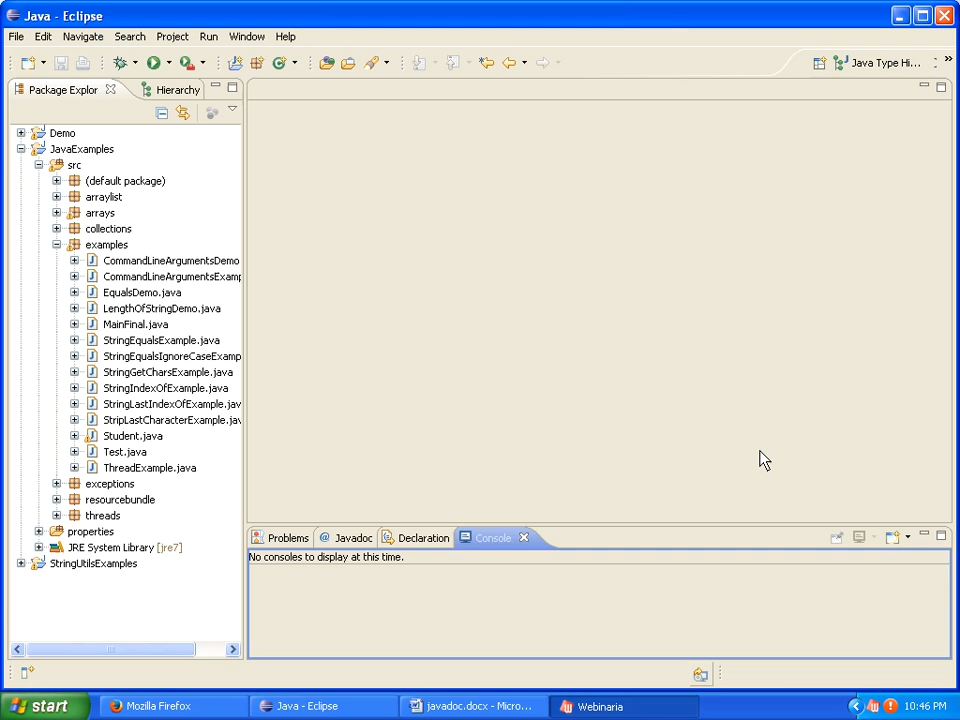 Java - Eclipse
File Edit Navigate Search Project Run Window Help
Java Type Hi... »
Package Explor Hierarchy
Demo
JavaExamples
src
(default package)
arraylist
arrays
collections
examples
CommandLineArgumentsDemo
CommandLineArgumentsExamp
EqualsDemo.java
LengthOfStringDemo.java
MainFinal.java
StringEqualsExample.java
StringEqualsIgnoreCaseExamp
StringGetCharsExample.java
StringIndexOfExample.java
StringLastIndexOfExample.jav
StripLastCharacterExample.jav
Student.java
Test.java
ThreadExample.java
exceptions
resourcebundle
threads
properties
JRE System Library [jre7]
StringUtilsExamples
Problems @ Javadoc Declaration Console
No consoles to display at this time.
start Mozilla Firefox Java - Eclipse javadoc.docx - Micro... Webinaria 10:46 PM